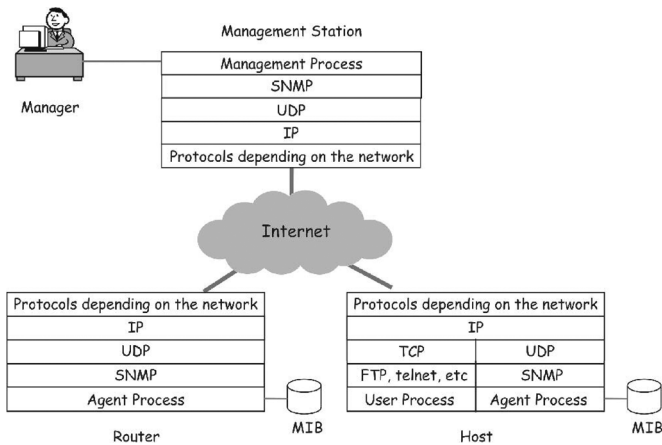 Management Station
Management Process
Manager
SNMP
UDP
IP
Protocols depending on the network
Internet
Protocols depending on the network
IP
UDP
SNMP
Agent Process
MIB
Router
Protocols depending on the network
IP
TCP UDP
FTP, telnet, etc SNMP
User Process Agent Process
MIB
Host